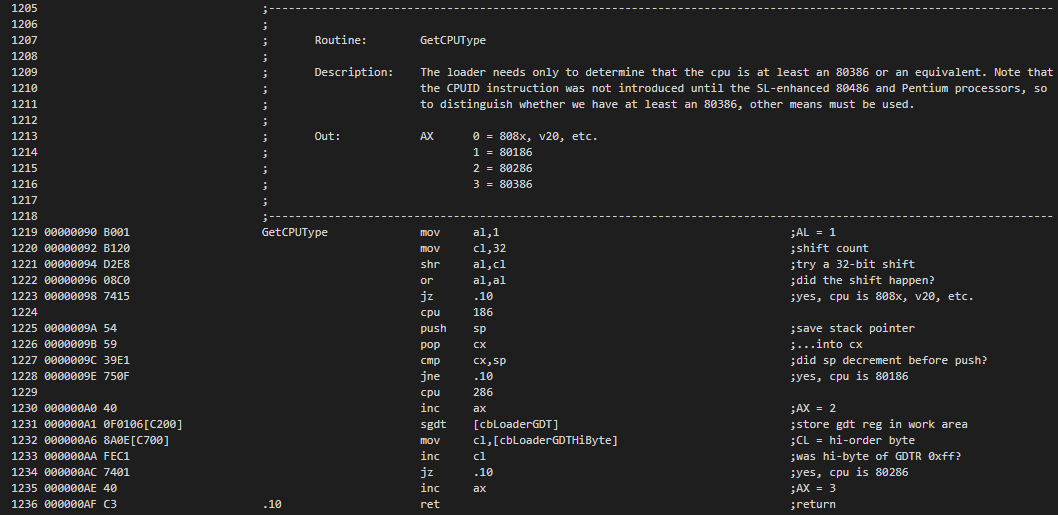 1205 ;-----------------------------------------------------------------------------------------------------------------------
1206 ;
1207 ; Routine: GetCPUType
1208 ;
1209 ; Description: The loader needs only to determine that the cpu is at least an 80386 or an equivalent. Note that
1210 ; the CPUID instruction was not introduced until the SL-enhanced 80486 and Pentium processors, so
1211 ; to distinguish whether we have at least an 80386, other means must be used.
1212 ;
1213 ; Out: AX 0 = 808x, v20, etc.
1214 ; 1 = 80186
1215 ; 2 = 80286
1216 ; 3 = 80386
1217 ;
1218 ;-----------------------------------------------------------------------------------------------------------------------
1219 00000090 B001 GetCPUType mov al,1 ;AL = 1
1220 00000092 B120 mov cl,32 ;shift count
1221 00000094 D2E8 shr al,cl ;try a 32-bit shift
1222 00000096 08C0 or al,al ;did the shift happen?
1223 00000098 7415 jz .10 ;yes, cpu is 808x, v20, etc.
1224 cpu 186
1225 0000009A 54 push sp ;save stack pointer
1226 0000009B 59 pop cx ;...into cx
1227 0000009C 39E1 cmp cx,sp ;did sp decrement before push?
1228 0000009E 750F jne .10 ;yes, cpu is 80186
1229 cpu 286
1230 000000A0 40 inc ax ;AX = 2
1231 000000A1 0F0106[C200] sgdt [cbLoaderGDT] ;store gdt reg in work area
1232 000000A6 8A0E[C700] mov cl,[cbLoaderGDTHiByte] ;CL = hi-order byte
1233 000000AA FEC1 inc cl ;was hi-byte of GDTR 0xff?
1234 000000AC 7401 jz .10 ;yes, cpu is 80286
1235 000000AE 40 inc ax ;AX = 3
1236 000000AF C3 .10 ret ;return